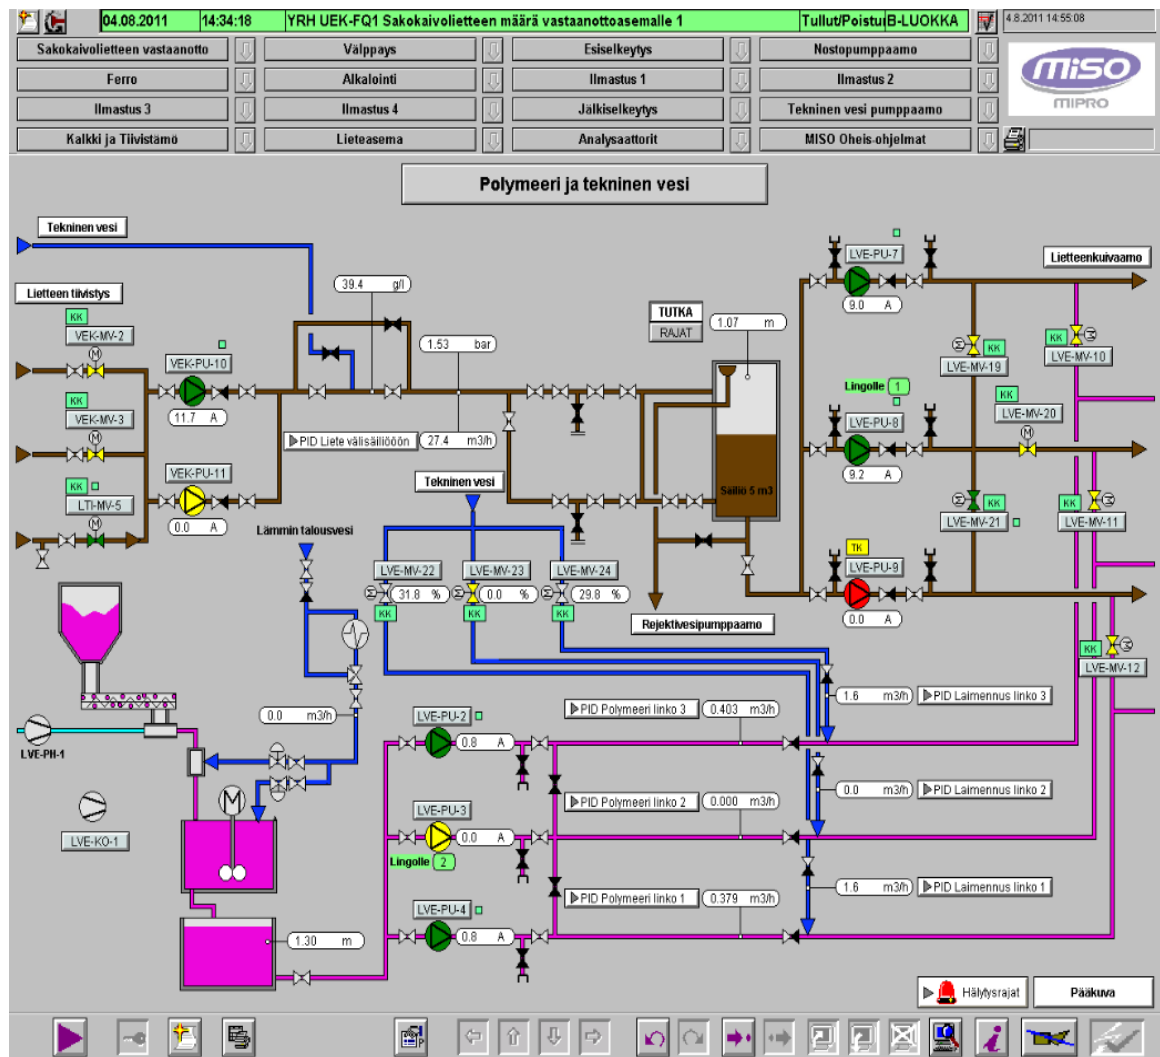 04.08.2011 14:34:18 YRH UEK-FQ1 Sakokaivolietteen määrä vastaanottoasemalle 1 Tullut/Poistu B-LUOKKA 4.8.2011 14:55:08
Sakokaivolietteen vastaanotto Välppäys Esiselkeytys Nostopumppaamo
Ferro Alkalointi Ilmastus 1 Ilmastus 2
Ilmastus 3 Ilmastus 4 Jälkiselkeytys Tekninen vesi pumppaamo
Kalkki ja Tiivistämö Lieteasema Analysaattorit MISO Oheis-ohjelmat
MISO
MIPRO
Polymeeri ja tekninen vesi
Tekninen vesi
Lietteen tiivistys
KK
VEK-MV-2
M
KK
VEK-MV-3
M
KK
LTI-MV-5
M
VEK-PU-10
11.7 A
VEK-PU-11
0.0 A
39.4 g/l
1.53 bar
PID Liete välisäiliööön 27.4 m3/h
TUTKA
RAJAT
1.07 m
Säiliö 5 m3
LVE-PU-7
9.0 A
Lingolle 1
LVE-PU-8
9.2 A
TK
LVE-PU-9
0.0 A
Lietteenkuivaamo
M KK
LVE-MV-19
KK M
LVE-MV-10
KK
LVE-MV-20
M
M KK
LVE-MV-21
KK M
LVE-MV-11
KK M
LVE-MV-12
Tekninen vesi
Lämmin talousvesi
LVE-MV-22 LVE-MV-23 LVE-MV-24
M 31.8 % M 0.0 % M 29.8 %
KK KK KK
Rejektivesipumppaamo
LVE-PH-1
LVE-KO-1
0.0 m3/h
M
1.30 m
LVE-PU-2
0.8 A
LVE-PU-3
0.0 A
Lingolle 2
LVE-PU-4
0.8 A
PID Polymeeri linko 3 0.403 m3/h
1.6 m3/h PID Laimennus linko 3
PID Polymeeri linko 2 0.000 m3/h
0.0 m3/h PID Laimennus linko 2
PID Polymeeri linko 1 0.379 m3/h
1.6 m3/h PID Laimennus linko 1
Hälytysrajat Pääkuva